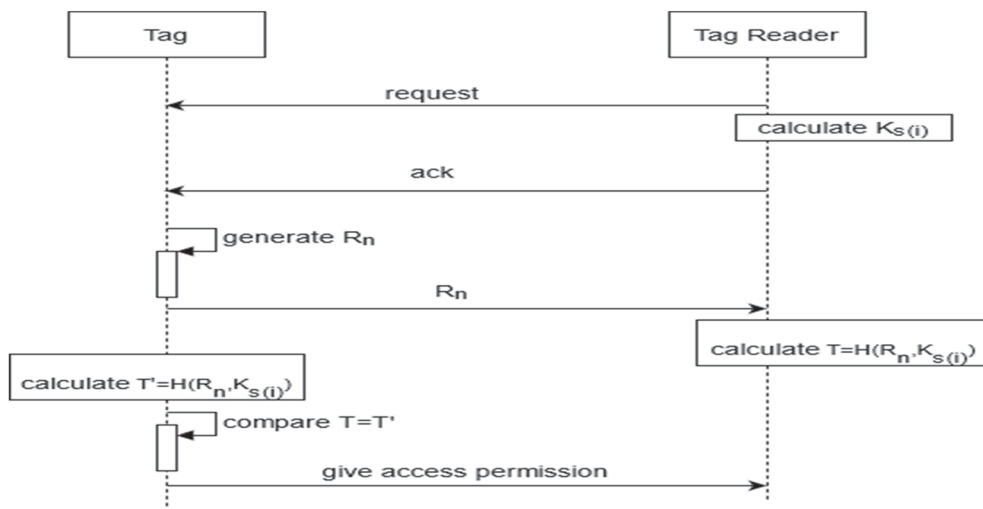 Tag
Tag Reader
request
calculate Ks(i)
ack
generate Rn
Rn
calculate T=H(Rn,Ks(i))
calculate T'=H(Rn,Ks(i))
compare T=T'
give access permission